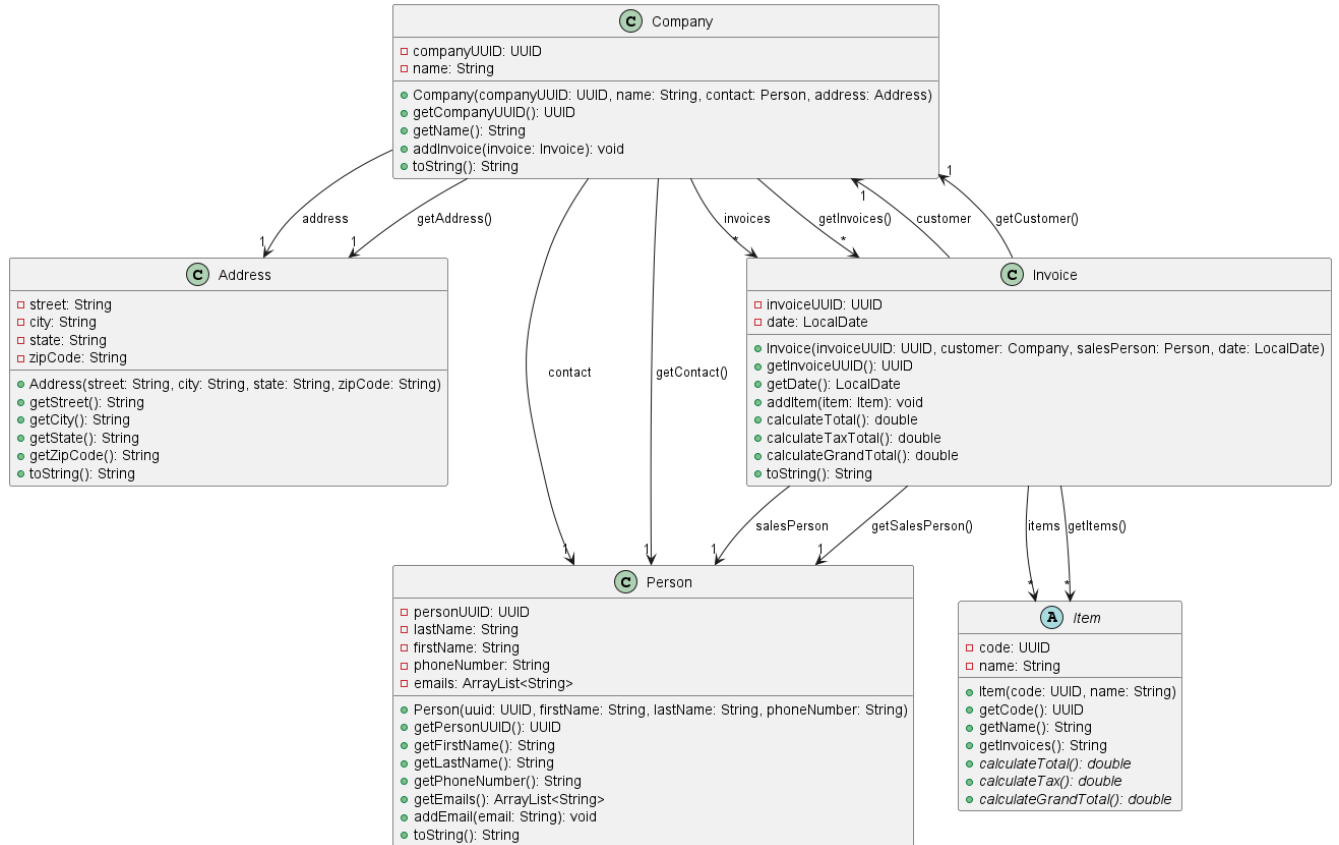 C Company
companyUUID: UUID
name: String
Company(companyUUID: UUID, name: String, contact: Person, address: Address)
getCompanyUUID(): UUID
getName(): String
addInvoice(invoice: Invoice): void
toString(): String
1 1
address getAddress() contact getContact() invoices getInvoices() customer getCustomer()
1 1 * *
C Address
street: String
city: String
state: String
zipCode: String
Address(street: String, city: String, state: String, zipCode: String)
getStreet(): String
getCity(): String
getState(): String
getZipCode(): String
toString(): String
C Invoice
invoiceUUID: UUID
date: LocalDate
Invoice(invoiceUUID: UUID, customer: Company, salesPerson: Person, date: LocalDate)
getInvoiceUUID(): UUID
getDate(): LocalDate
addItem(item: Item): void
calculateTotal(): double
calculateTaxTotal(): double
calculateGrandTotal(): double
toString(): String
salesPerson getSalesPerson() items getItems()
1 1 1 1 * *
C Person
personUUID: UUID
lastName: String
firstName: String
phoneNumber: String
emails: ArrayList<String>
Person(uuid: UUID, firstName: String, lastName: String, phoneNumber: String)
getPersonUUID(): UUID
getFirstName(): String
getLastName(): String
getPhoneNumber(): String
getEmails(): ArrayList<String>
addEmail(email: String): void
toString(): String
A Item
code: UUID
name: String
Item(code: UUID, name: String)
getCode(): UUID
getName(): String
getInvoices(): String
calculateTotal(): double
calculateTax(): double
calculateGrandTotal(): double